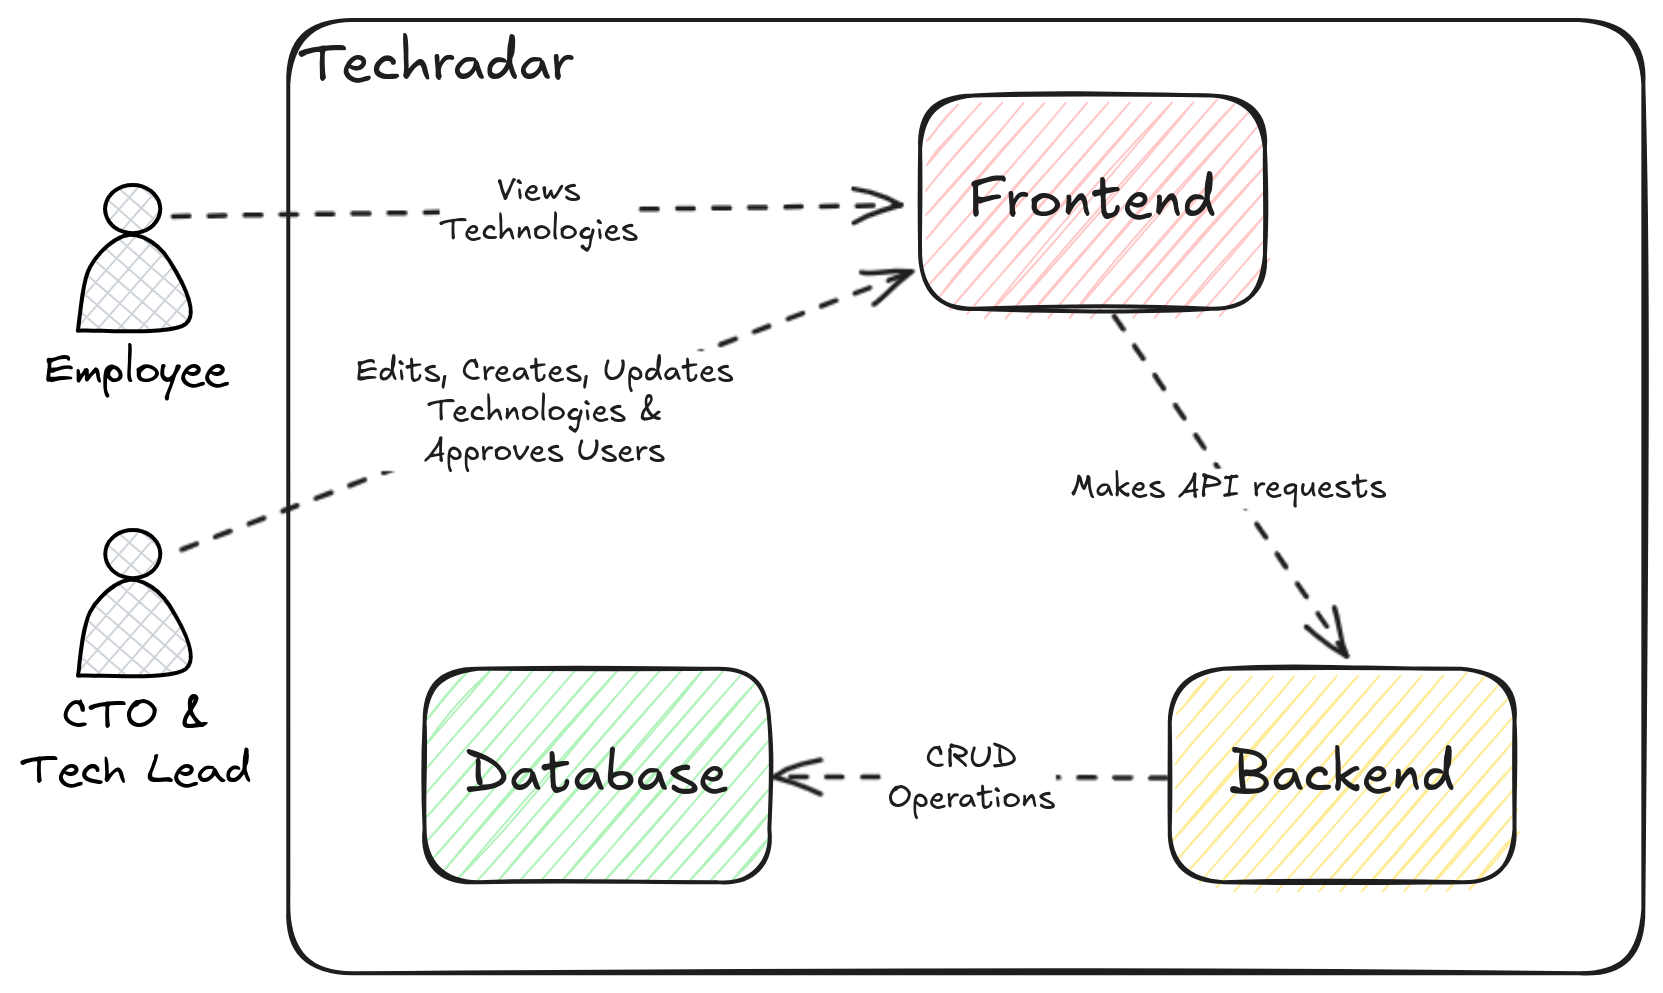 Techradar
Frontend
Views
Technologies
Employee
Edits, Creates, Updates
Technologies &
Approves Users
Makes API requests
CTO &
Tech Lead
Database
CRUD
Operations
Backend